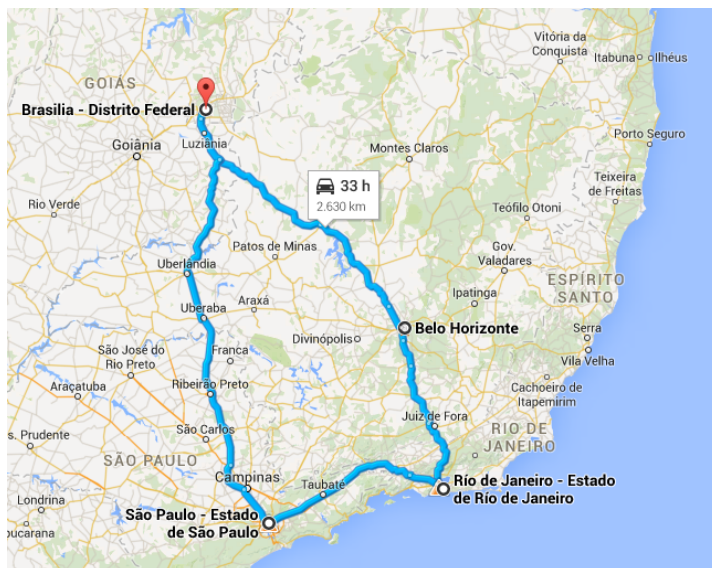 Vitória da
Conquista
Itabuna
Ilhéus
GOIÁS
Brasilia - Distrito Federal
Luziânia
Goiânia
Porto Seguro
Montes Claros
Teixeira
de Freitas
33 h
2.630 km
Rio Verde
Teófilo Otoni
Patos de Minas
Gov.
Valadares
Uberlândia
ESPÍRITO
SANTO
Ipatinga
Araxá
Uberaba
Belo Horizonte
Serra
Divinópolis
São José do
Rio Preto
Franca
Vila Velha
Araçatuba
Ribeirão Preto
Cachoeiro de
Itapemirim
Juiz de Fora
RIO DE
JANEIRO
s. Prudente
São Carlos
SÃO PAULO
Campinas
Taubaté
Río de Janeiro - Estado
de Río de Janeiro
Londrina
São Paulo - Estado
de São Paulo
pucarana